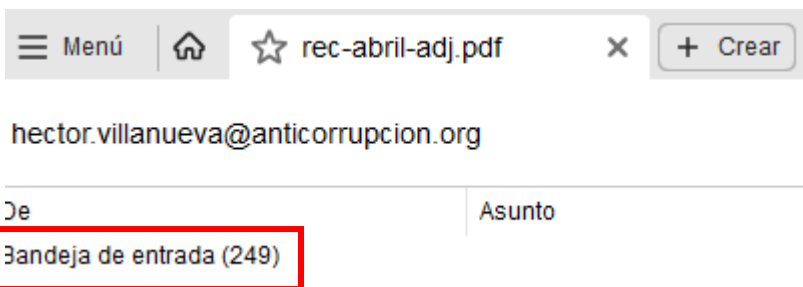 Menú rec-abril-adj.pdf Crear
hector.villanueva@anticorrupcion.org
De Asunto
Bandeja de entrada (249)